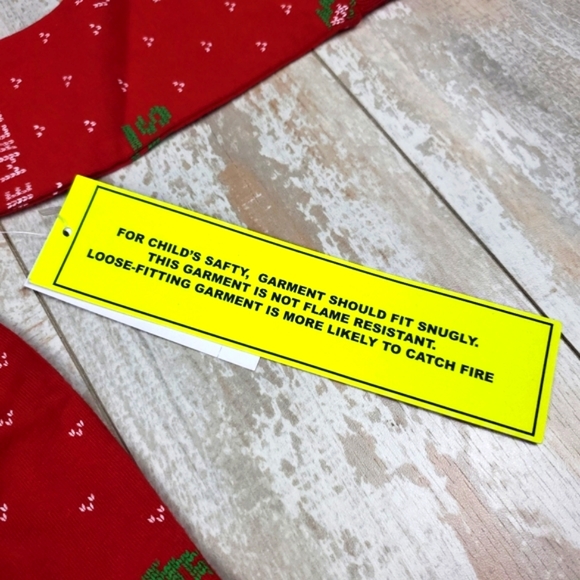 FOR CHILD'S SAFTY, GARMENT SHOULD FIT SNUGLY.
THIS GARMENT IS NOT FLAME RESISTANT.
LOOSE-FITTING GARMENT IS MORE LIKELY TO CATCH FIRE